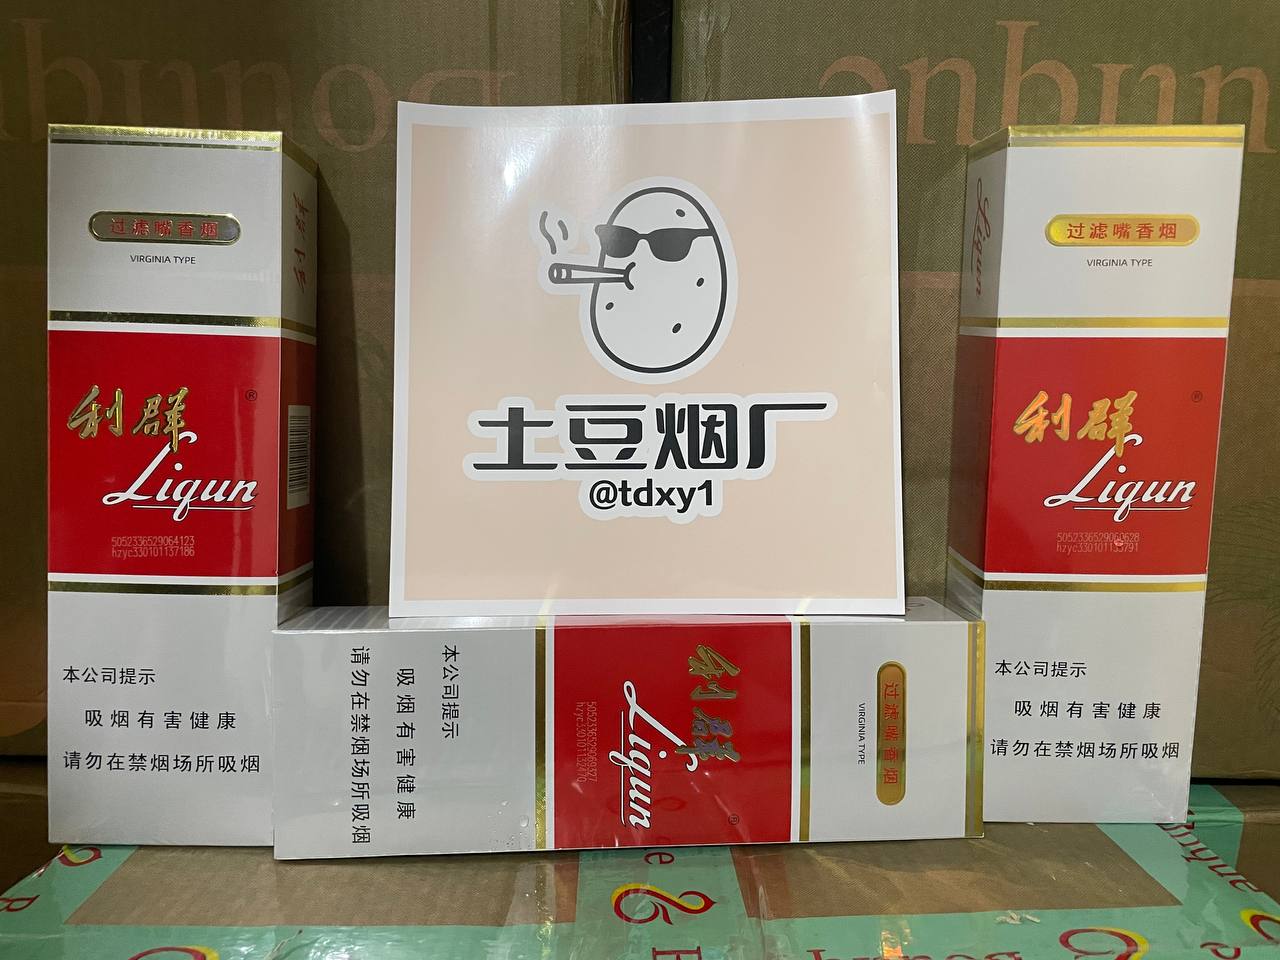 过滤嘴香烟
VIRGINIA TYPE
利群
®
Liqun
5052336529064123
hzyc330101137186
本公司提示
吸烟有害健康
请勿在禁烟场所吸烟
土豆烟厂
@tdxy1
过滤嘴香烟
VIRGINIA TYPE
利群
®
Liqun
Liqun
hzyc330101133791
本公司提示
吸烟有害健康
请勿在禁烟场所吸烟
过滤嘴香烟
VIRGINIA TYPE
利群
®
Liqun
本公司提示
吸烟有害健康
请勿在禁烟场所吸烟